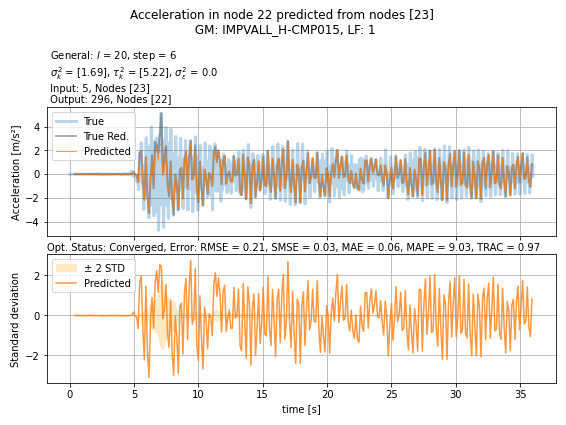 Acceleration in node 22 predicted from nodes [23]
GM: IMPVALL_H-CMP015, LF: 1
General: l = 20, step = 6
σ²ₖ = [1.69], τ²ₖ = [5.22], σ²ε = 0.0
Input: 5, Nodes [23]
Output: 296, Nodes [22]
Acceleration [m/s²]
4
2
0
−2
−4
True
True Red.
Predicted
Opt. Status: Converged, Error: RMSE = 0.21, SMSE = 0.03, MAE = 0.06, MAPE = 9.03, TRAC = 0.97
Standard deviation
2
0
−2
± 2 STD
Predicted
0 5 10 15 20 25 30 35
time [s]